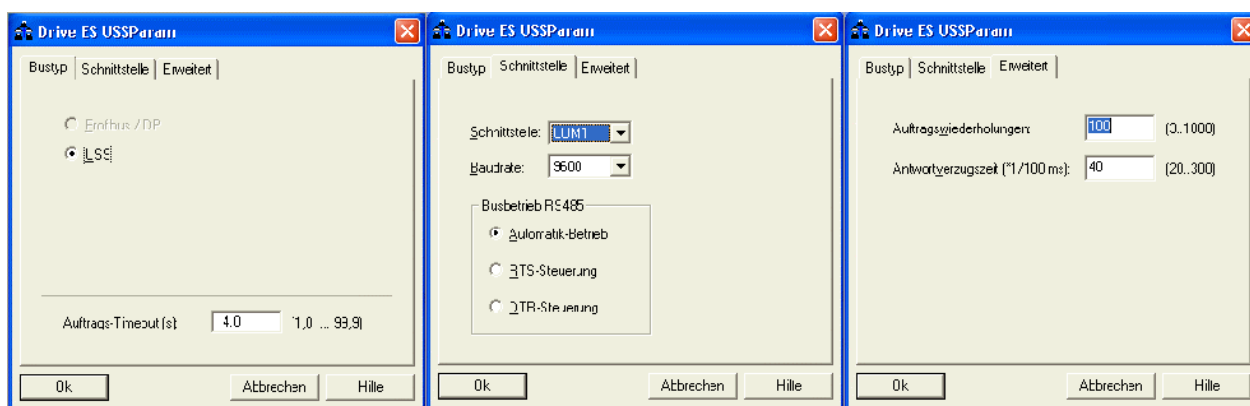 Drive ES USSParam
Bustyp Schnittstelle Erweitert
Profibus / DP
USS
Auftrags-Timeout (s): 4.0 (1,0 ... 99,9)
Ok Abbrechen Hilfe
Drive ES USSParam
Bustyp Schnittstelle Erweitert
Schnittstelle: COM1
Baudrate: 9600
Busbetrieb RS485
Automatik-Betrieb
RTS-Steuerung
DTR-Steuerung
Ok Abbrechen Hilfe
Drive ES USSParam
Bustyp Schnittstelle Erweitert
Auftragswiederholungen: 100 (0..1000)
Antwortverzugszeit (*1/100 ms): 40 (20..300)
Ok Abbrechen Hilfe